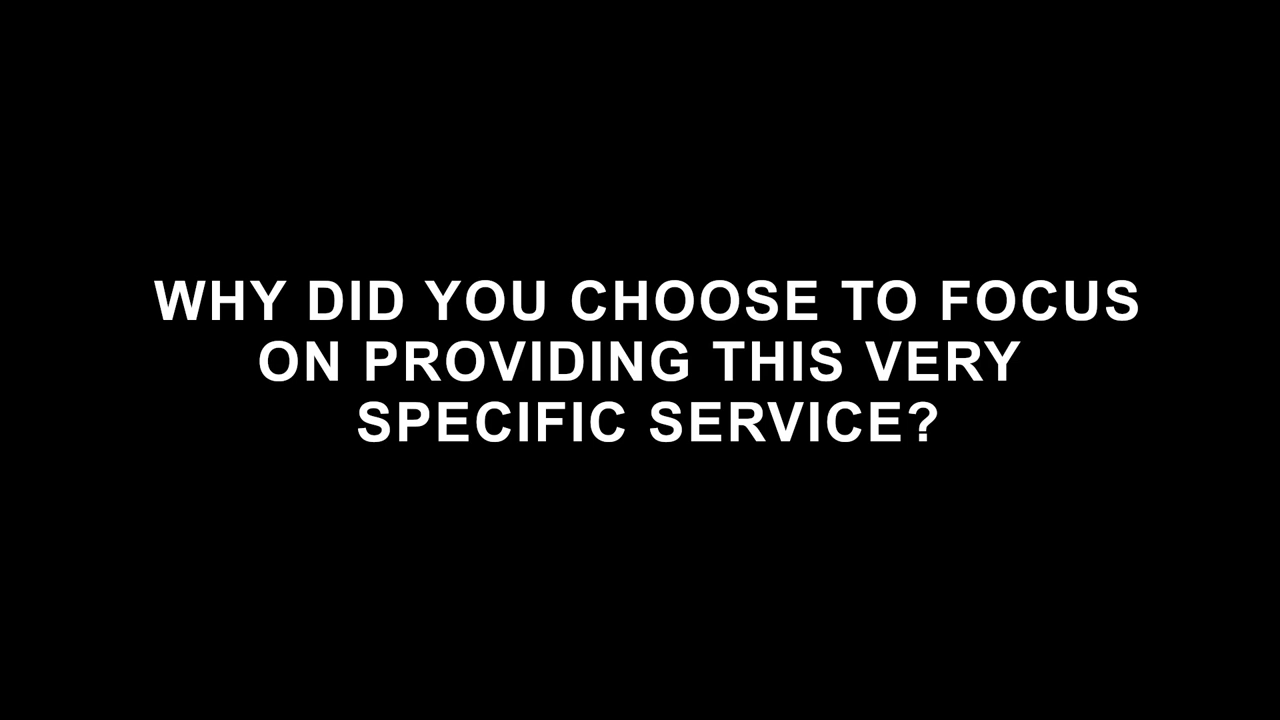 WHY DID YOU CHOOSE TO FOCUS
ON PROVIDING THIS VERY
SPECIFIC SERVICE?